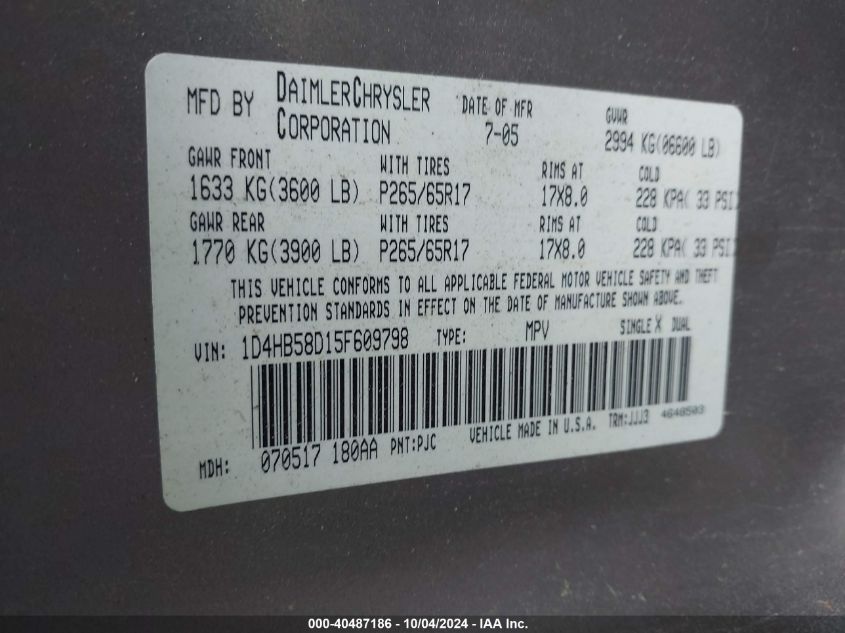 MFD BY DAIMLERCHRYSLER CORPORATION DATE OF MFR 7-05 GVWR 2994 KG(06600 LB)
GAWR FRONT WITH TIRES RIMS AT COLD
1633 KG(3600 LB) P265/65R17 17X8.0 228 KPA( 33 PSI)
GAWR REAR WITH TIRES RIMS AT COLD
1770 KG(3900 LB) P265/65R17 17X8.0 228 KPA( 33 PSI)
THIS VEHICLE CONFORMS TO ALL APPLICABLE FEDERAL MOTOR VEHICLE SAFETY AND THEFT
PREVENTION STANDARDS IN EFFECT ON THE DATE OF MANUFACTURE SHOWN ABOVE.
VIN: 1D4HB58D15F609798 TYPE: MPV SINGLE X DUAL
MDH: 070517 180AA PNT:PJC VEHICLE MADE IN U.S.A. TRM:JJJ3 4648503
000-40487186 - 10/04/2024 - IAA Inc.